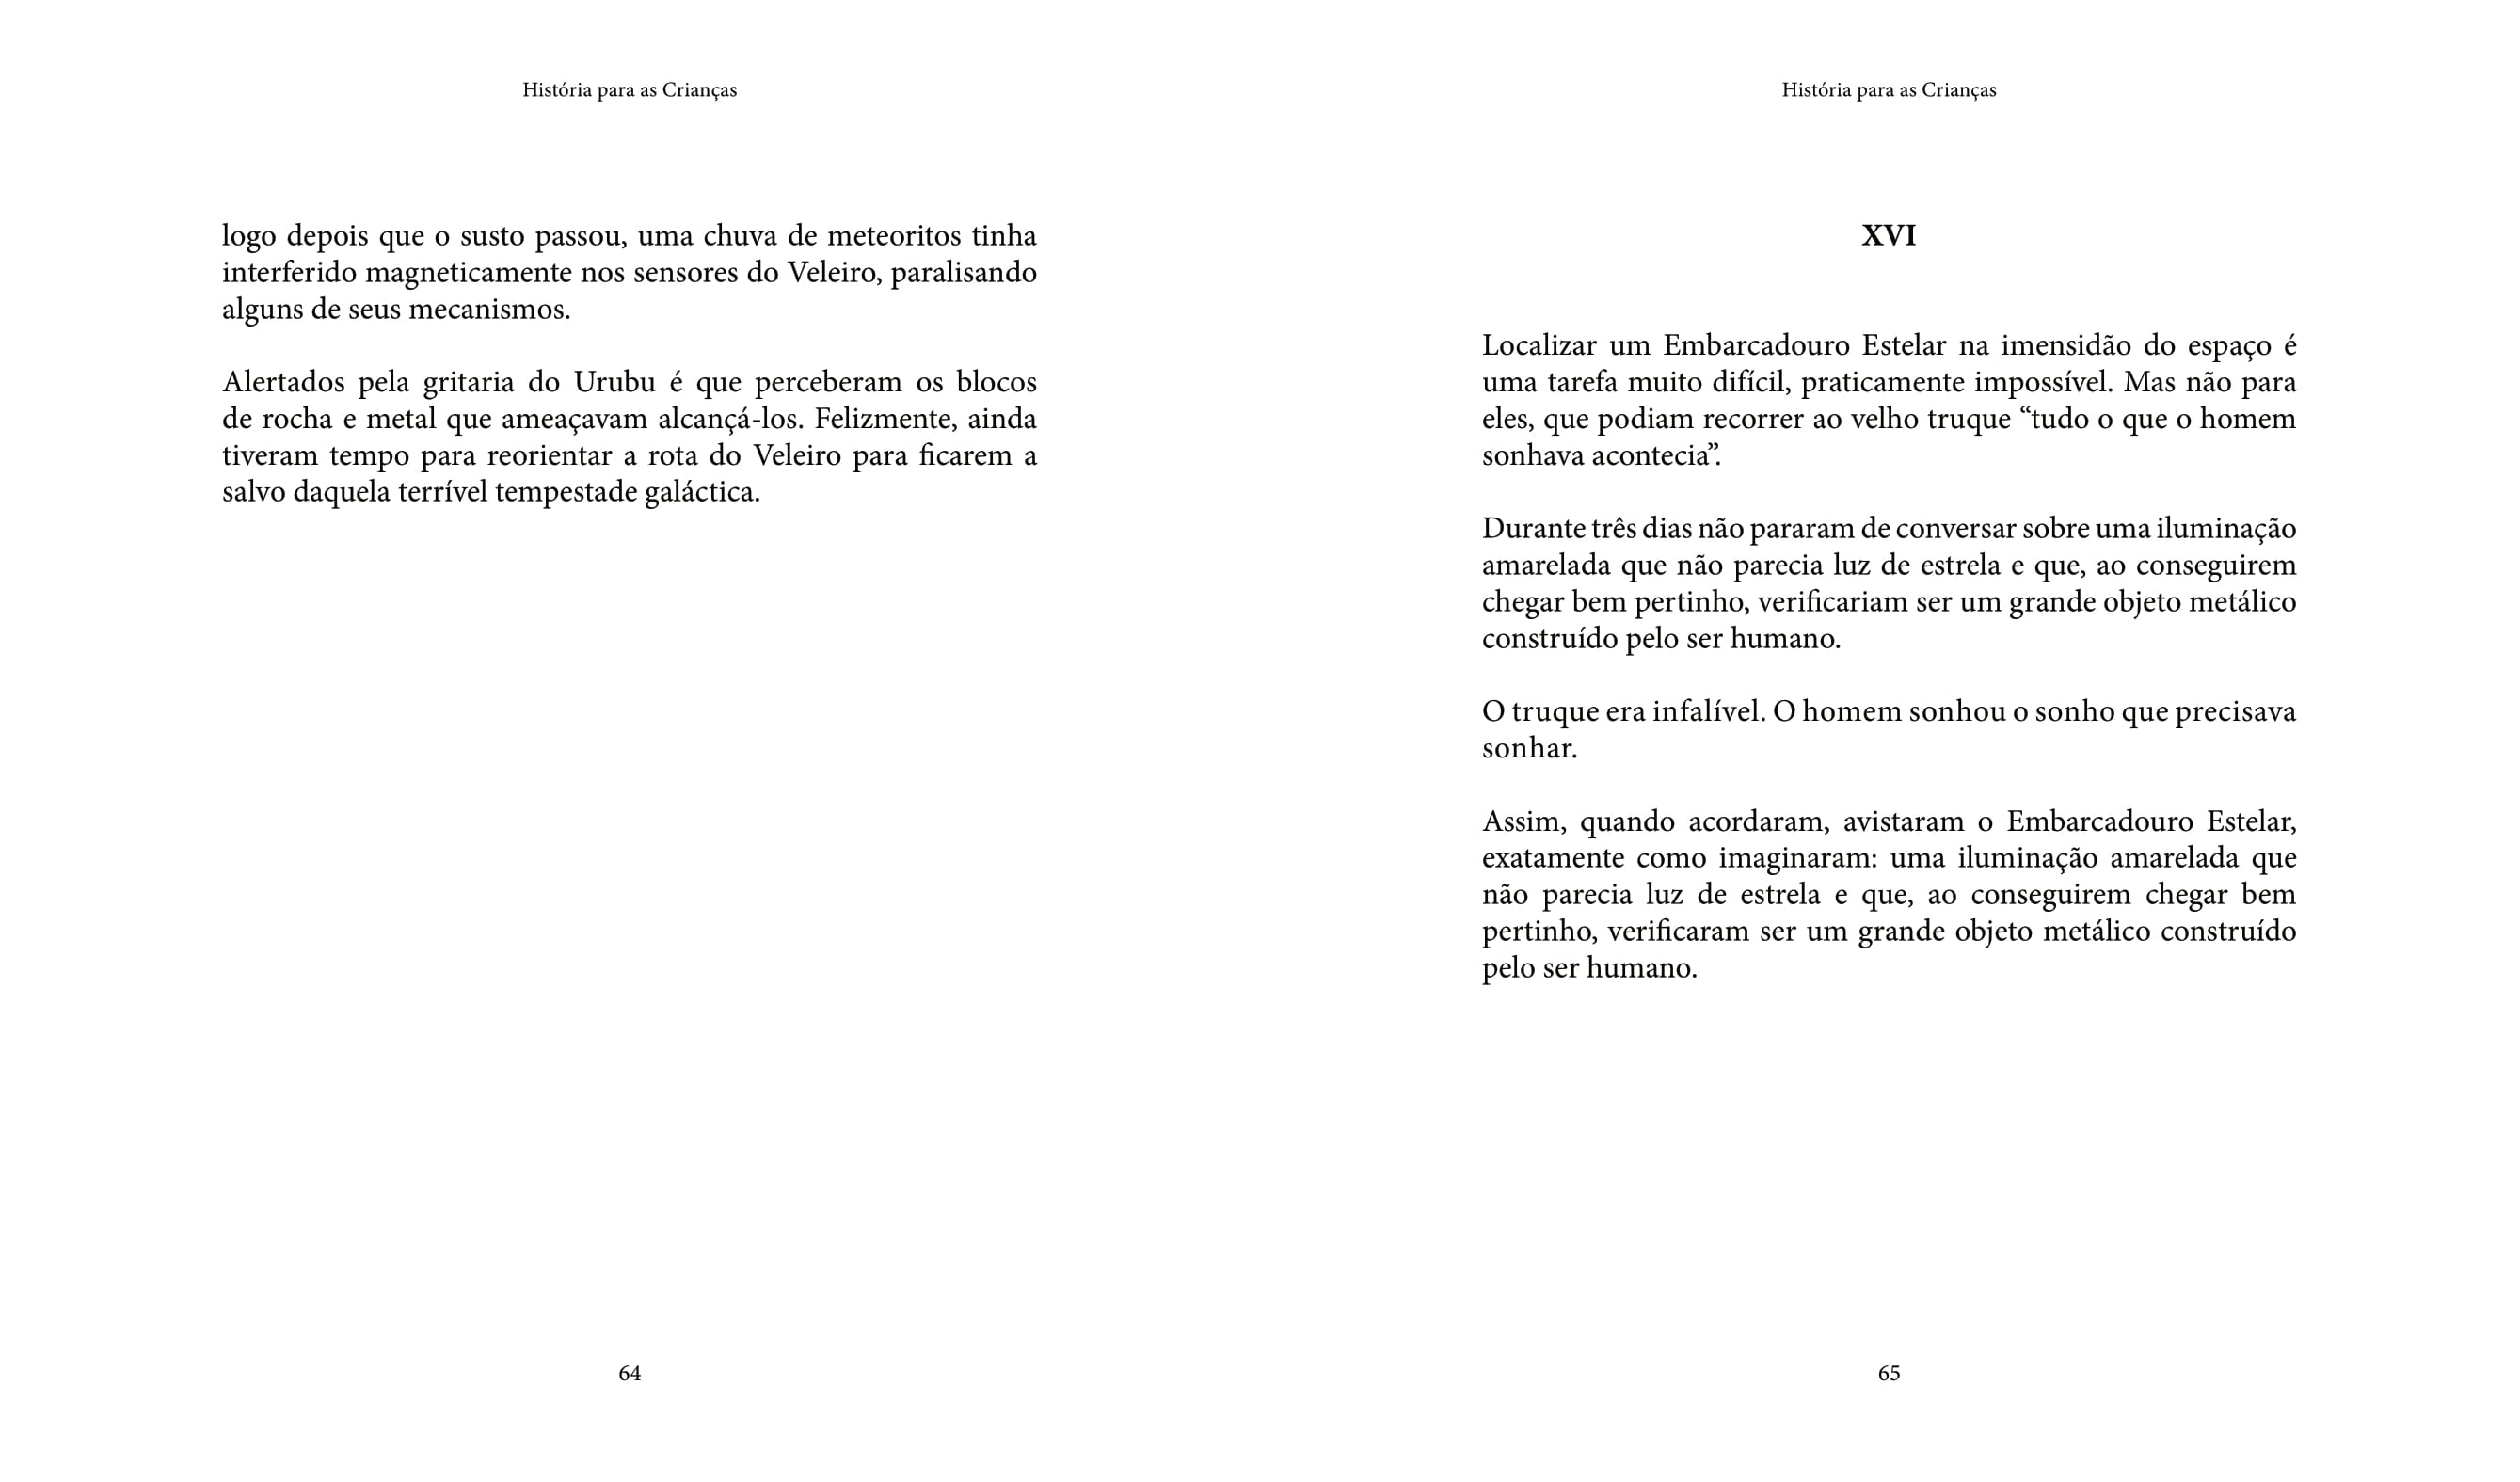 História para as Crianças
logo depois que o susto passou, uma chuva de meteoritos tinha
interferido magneticamente nos sensores do Veleiro, paralisando
alguns de seus mecanismos.
Alertados pela gritaria do Urubu é que perceberam os blocos
de rocha e metal que ameaçavam alcançá-los. Felizmente, ainda
tiveram tempo para reorientar a rota do Veleiro para ficarem a
salvo daquela terrível tempestade galáctica.
64
História para as Crianças
XVI
Localizar um Embarcadouro Estelar na imensidão do espaço é
uma tarefa muito difícil, praticamente impossível. Mas não para
eles, que podiam recorrer ao velho truque “tudo o que o homem
sonhava acontecia”.
Durante três dias não pararam de conversar sobre uma iluminação
amarelada que não parecia luz de estrela e que, ao conseguirem
chegar bem pertinho, verificariam ser um grande objeto metálico
construído pelo ser humano.
O truque era infalível. O homem sonhou o sonho que precisava
sonhar.
Assim, quando acordaram, avistaram o Embarcadouro Estelar,
exatamente como imaginaram: uma iluminação amarelada que
não parecia luz de estrela e que, ao conseguirem chegar bem
pertinho, verificaram ser um grande objeto metálico construído
pelo ser humano.
65